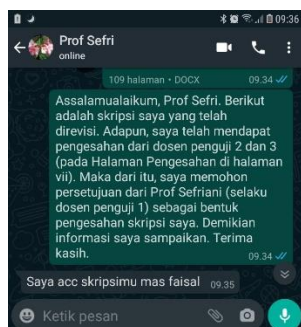 09:36
Prof Sefri
online
109 halaman • DOCX
09.34
Assalamualaikum, Prof Sefri. Berikut
adalah skripsi saya yang telah
direvisi. Adapun, saya telah mendapat
pengesahan dari dosen penguji 2 dan 3
(pada Halaman Pengesahan di halaman
vii). Maka dari itu, saya memohon
persetujuan dari Prof Sefriani (selaku
dosen penguji 1) sebagai bentuk
pengesahan skripsi saya. Demikian
informasi saya sampaikan. Terima
kasih.
09.34
Saya acc skripsimu mas faisal 09.35
Ketik pesan